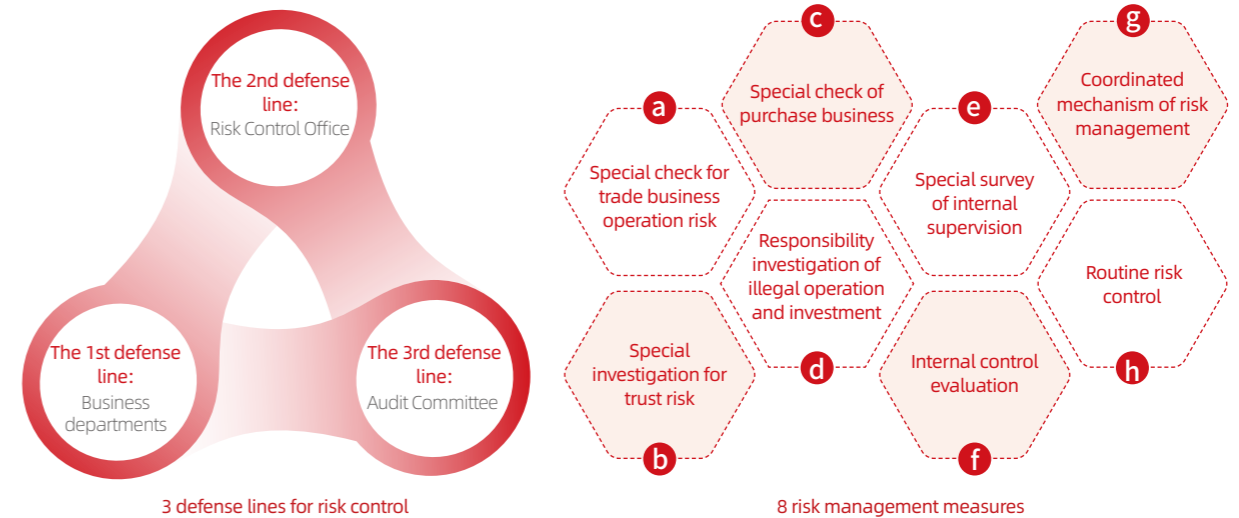 The 2nd defense
line:
Risk Control Office
The 1st defense
line:
Business
departments
The 3rd defense
line:
Audit Committee
3 defense lines for risk control
a
Special check for
trade business
operation risk
Special
investigation for
trust risk
b
c
Special check of
purchase business
Responsibility
investigation of
illegal operation
and investment
d
e
Special survey
of internal
supervision
Internal control
evaluation
f
g
Coordinated
mechanism of risk
management
Routine risk
control
h
8 risk management measures